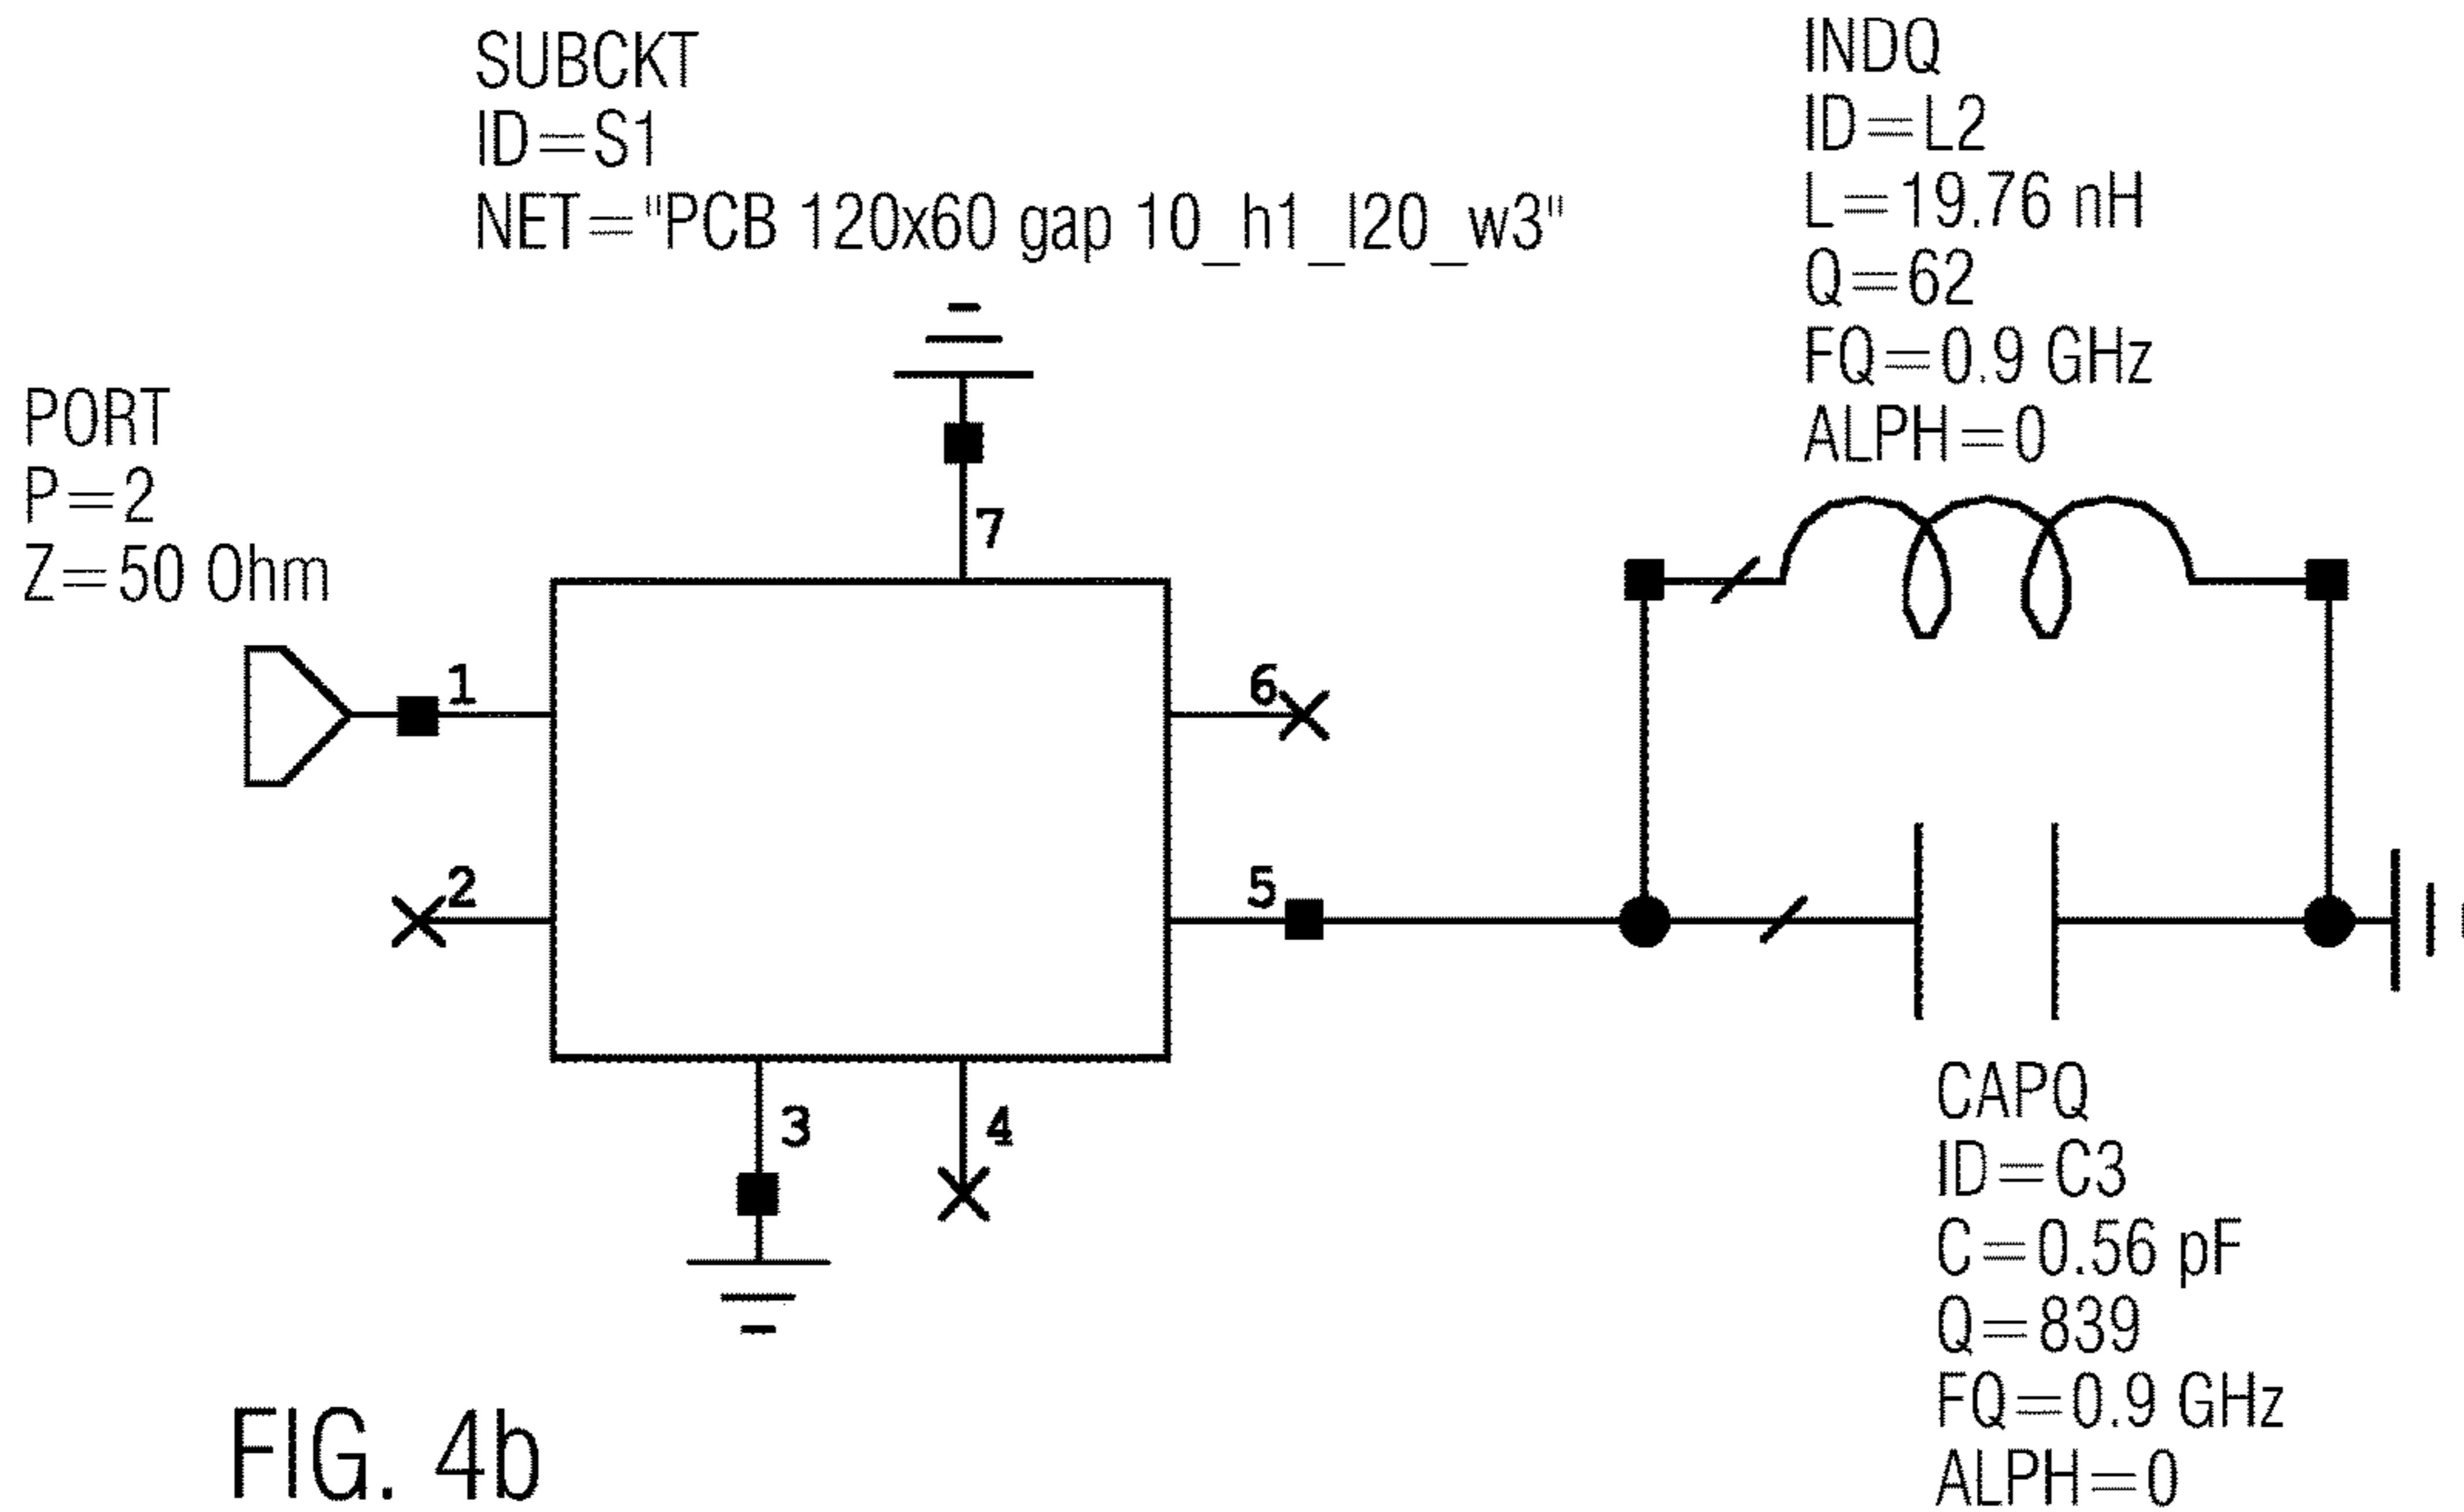 SUBCKT
ID=S1
NET="PCB 120x60 gap 10_h1_l20_w3"
INDQ
ID=L2
L=19.76 nH
Q=62
FQ=0.9 GHz
ALPH=0
PORT
P=2
Z=50 Ohm
7
1
6
2
5
3
4
CAPQ
ID=C3
C=0.56 pF
Q=839
FQ=0.9 GHz
ALPH=0
FIG. 4b